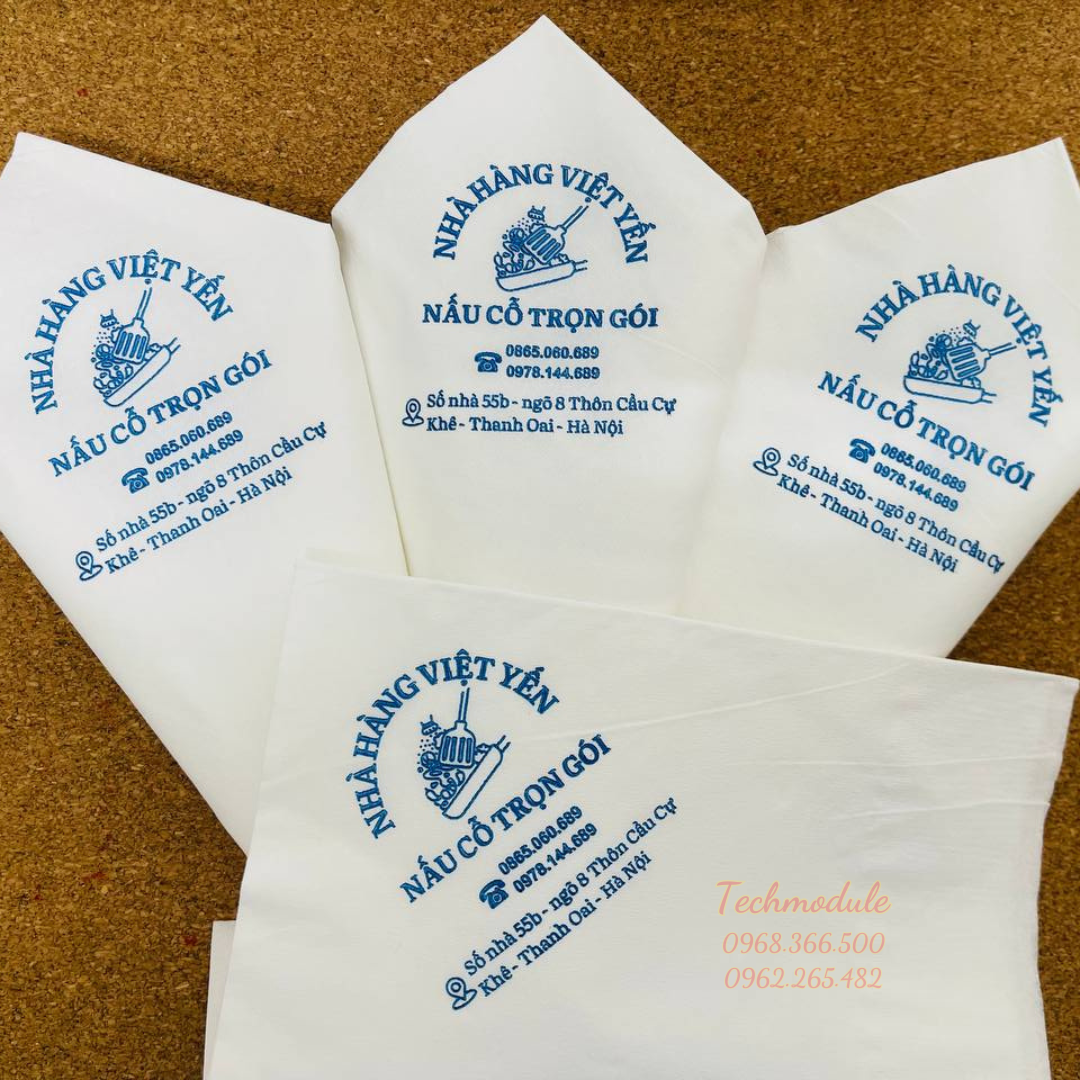 NHÀ HÀNG VIỆT YẾN
NẤU CỖ TRỌN GÓI
0865.060.689
0978.144.689
Số nhà 55b - ngõ 8 Thôn Cầu Cự
Khê - Thanh Oai - Hà Nội
NHÀ HÀNG VIỆT YẾN
NẤU CỖ TRỌN GÓI
0865.060.689
0978.144.689
Số nhà 55b - ngõ 8 Thôn Cầu Cự
Khê - Thanh Oai - Hà Nội
NHÀ HÀNG VIỆT YẾN
NẤU CỖ TRỌN GÓI
0865.060.689
0978.144.689
Số nhà 55b - ngõ 8 Thôn Cầu Cự
Khê - Thanh Oai - Hà Nội
NHÀ HÀNG VIỆT YẾN
NẤU CỖ TRỌN GÓI
0865.060.689
0978.144.689
Số nhà 55b - ngõ 8 Thôn Cầu Cự
Khê - Thanh Oai - Hà Nội
Techmodule
0968.366.500
0962.265.482